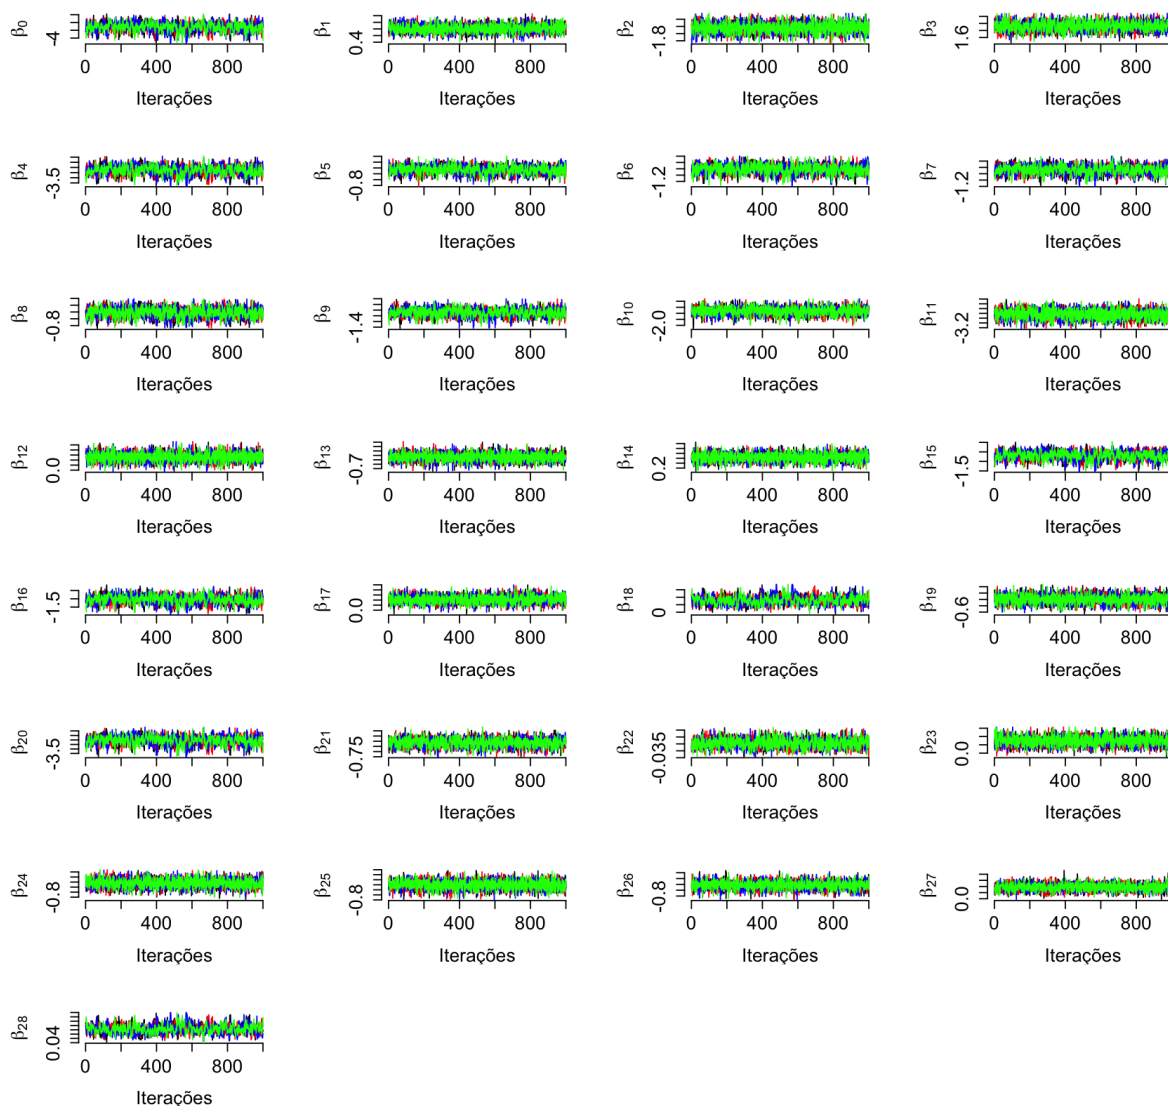 β0 -4 0 400 800 Iterações
β1 0.4 0 400 800 Iterações
β2 -1.8 0 400 800 Iterações
β3 1.6 0 400 800 Iterações
β4 -3.5 0 400 800 Iterações
β5 -0.8 0 400 800 Iterações
β6 -1.2 0 400 800 Iterações
β7 -1.2 0 400 800 Iterações
β8 -0.8 0 400 800 Iterações
β9 -1.4 0 400 800 Iterações
β10 -2.0 0 400 800 Iterações
β11 -3.2 0 400 800 Iterações
β12 0.0 0 400 800 Iterações
β13 -0.7 0 400 800 Iterações
β14 0.2 0 400 800 Iterações
β15 -1.5 0 400 800 Iterações
β16 -1.5 0 400 800 Iterações
β17 0.0 0 400 800 Iterações
β18 0 0 400 800 Iterações
β19 -0.6 0 400 800 Iterações
β20 -3.5 0 400 800 Iterações
β21 -0.75 0 400 800 Iterações
β22 -0.035 0 400 800 Iterações
β23 0.0 0 400 800 Iterações
β24 -0.8 0 400 800 Iterações
β25 -0.8 0 400 800 Iterações
β26 -0.8 0 400 800 Iterações
β27 0.0 0 400 800 Iterações
β28 0.04 0 400 800 Iterações